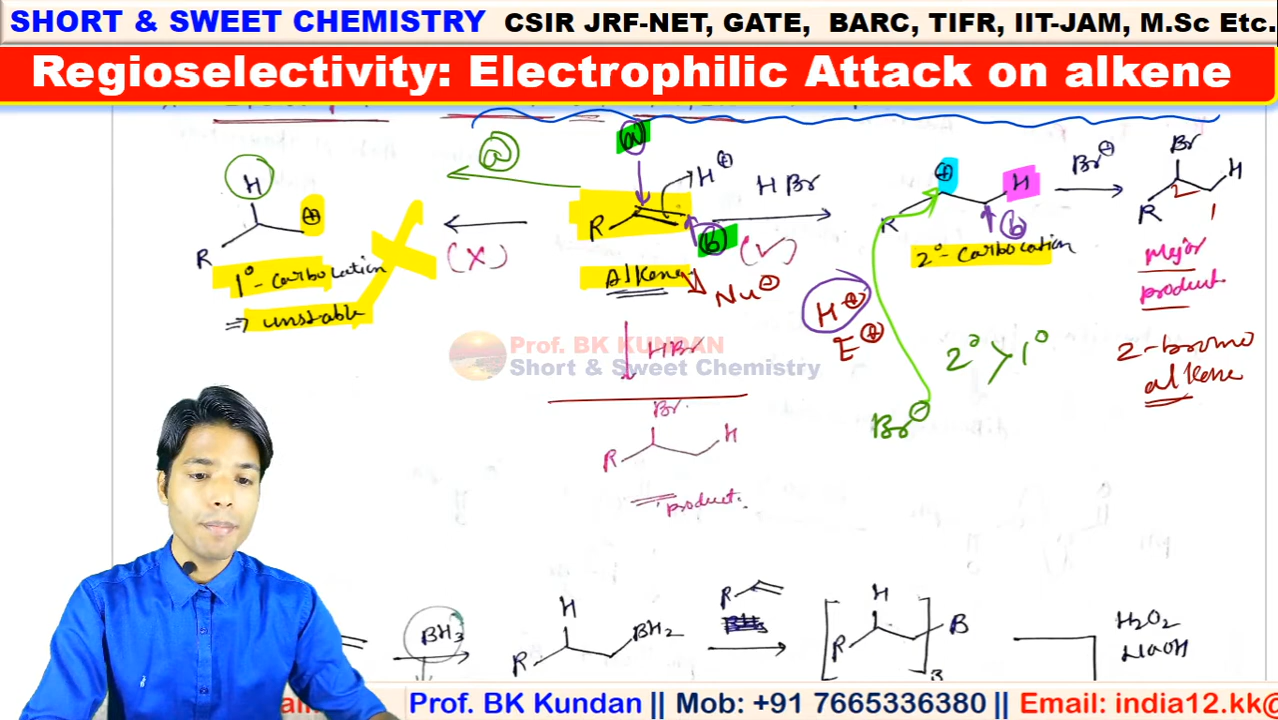 SHORT & SWEET CHEMISTRY CSIR JRF-NET, GATE, BARC, TIFR, IIT-JAM, M.Sc Etc.
Regioselectivity: Electrophilic Attack on alkene
a
a
H
R
⊕
1°-carbocation
⇒ unstable
(X)
R
H⊕
b
Alkene
Nu⊖
HBr
(✓)
⊕
H
R
b
2°-carbocation
H⊕
E⊕
2° > 1°
Br⊖
Br⊕
Br
H
R
2
1
Major
product
2-bromo
alkene
Prof. BK KUNDAN
Short & Sweet Chemistry
HBr
Br
R
H
product.
BH3
H
R
BH2
R
BH3
H
R
B
3
H2O2
NaOH
Prof. BK Kundan || Mob: +91 7665336380 || Email: india12.kk@